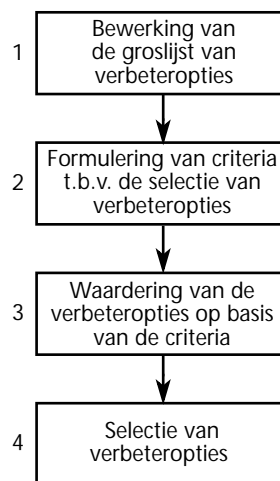 1
Bewerking van
de groslijst van
verbeteropties
2
Formulering van criteria
t.b.v. de selectie van
verbeteropties
3
Waardering van de
verbeteropties op basis
van de criteria
4
Selectie van
verbeteropties